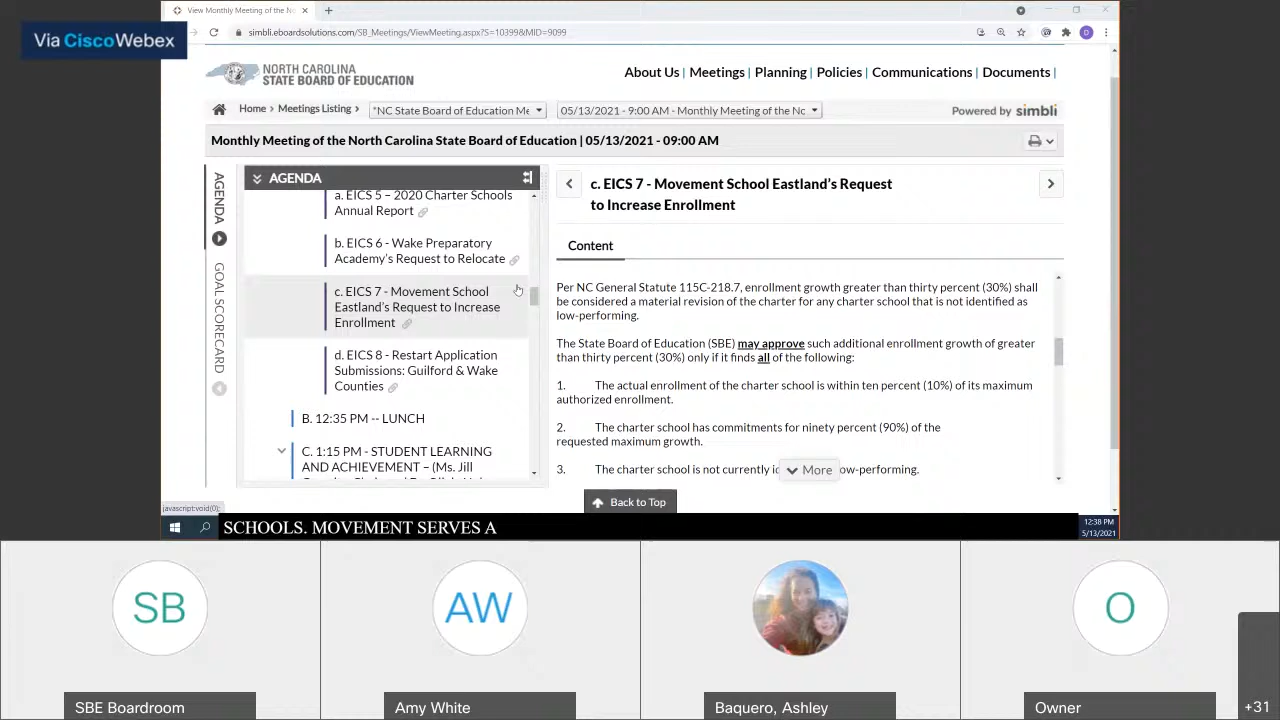 View Monthly Meeting of the No
Via Cisco Webex
simbli.eboardsolutions.com/SB_Meetings/ViewMeeting.aspx?S=10399&MID=9099
D
NORTH CAROLINA
STATE BOARD OF EDUCATION
About Us | Meetings | Planning | Policies | Communications | Documents |
Home > Meetings Listing > *NC State Board of Education Me 05/13/2021 - 9:00 AM - Monthly Meeting of the Nc Powered by simbli
Monthly Meeting of the North Carolina State Board of Education | 05/13/2021 - 09:00 AM
AGENDA
GOAL SCORECARD
AGENDA
a. EICS 5 – 2020 Charter Schools
Annual Report
b. EICS 6 - Wake Preparatory
Academy's Request to Relocate
c. EICS 7 - Movement School
Eastland's Request to Increase
Enrollment
d. EICS 8 - Restart Application
Submissions: Guilford & Wake
Counties
B. 12:35 PM -- LUNCH
C. 1:15 PM - STUDENT LEARNING
AND ACHIEVEMENT – (Ms. Jill
c. EICS 7 - Movement School Eastland's Request
to Increase Enrollment
Content
Per NC General Statute 115C-218.7, enrollment growth greater than thirty percent (30%) shall
be considered a material revision of the charter for any charter school that is not identified as
low-performing.
The State Board of Education (SBE) may approve such additional enrollment growth of greater
than thirty percent (30%) only if it finds all of the following:
1. The actual enrollment of the charter school is within ten percent (10%) of its maximum
authorized enrollment.
2. The charter school has commitments for ninety percent (90%) of the
requested maximum growth.
3. The charter school is not currently ow-performing.
More
Back to Top
javascript:void(0);
SCHOOLS. MOVEMENT SERVES A
12:38 PM
5/13/2021
SB
AW
O
SBE Boardroom
Amy White
Baquero, Ashley
Owner
+31